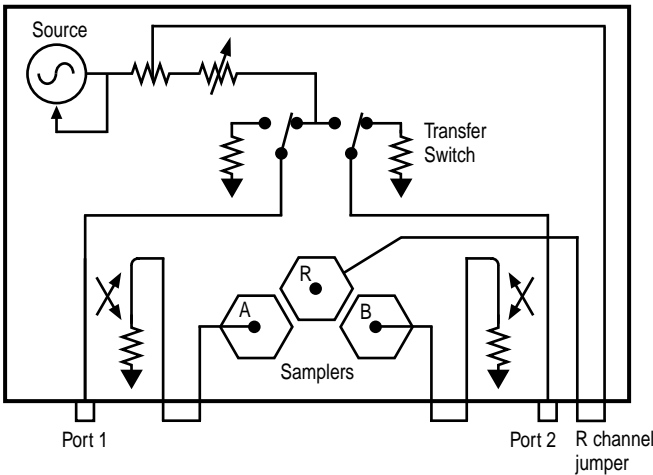 Source
Transfer
Switch
R
A
B
Samplers
Port 1
Port 2
R channel
jumper